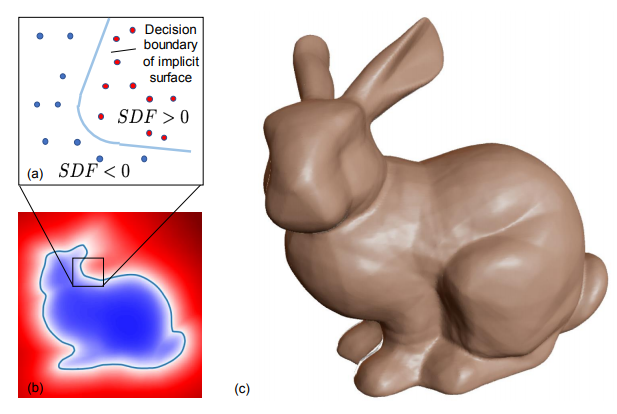 Decision
boundary
of implicit
surface
SDF > 0
(a)
SDF < 0
(b)
(c)